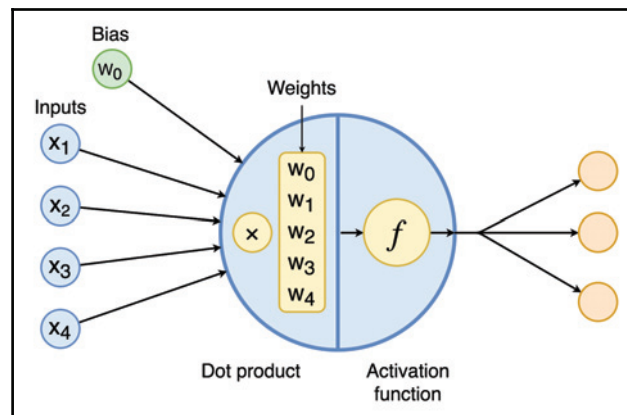 Bias
w₀
Inputs
Weights
x₁
x₂
x₃
x₄
×
w₀
w₁
w₂
w₃
w₄
f
Dot product
Activation
function